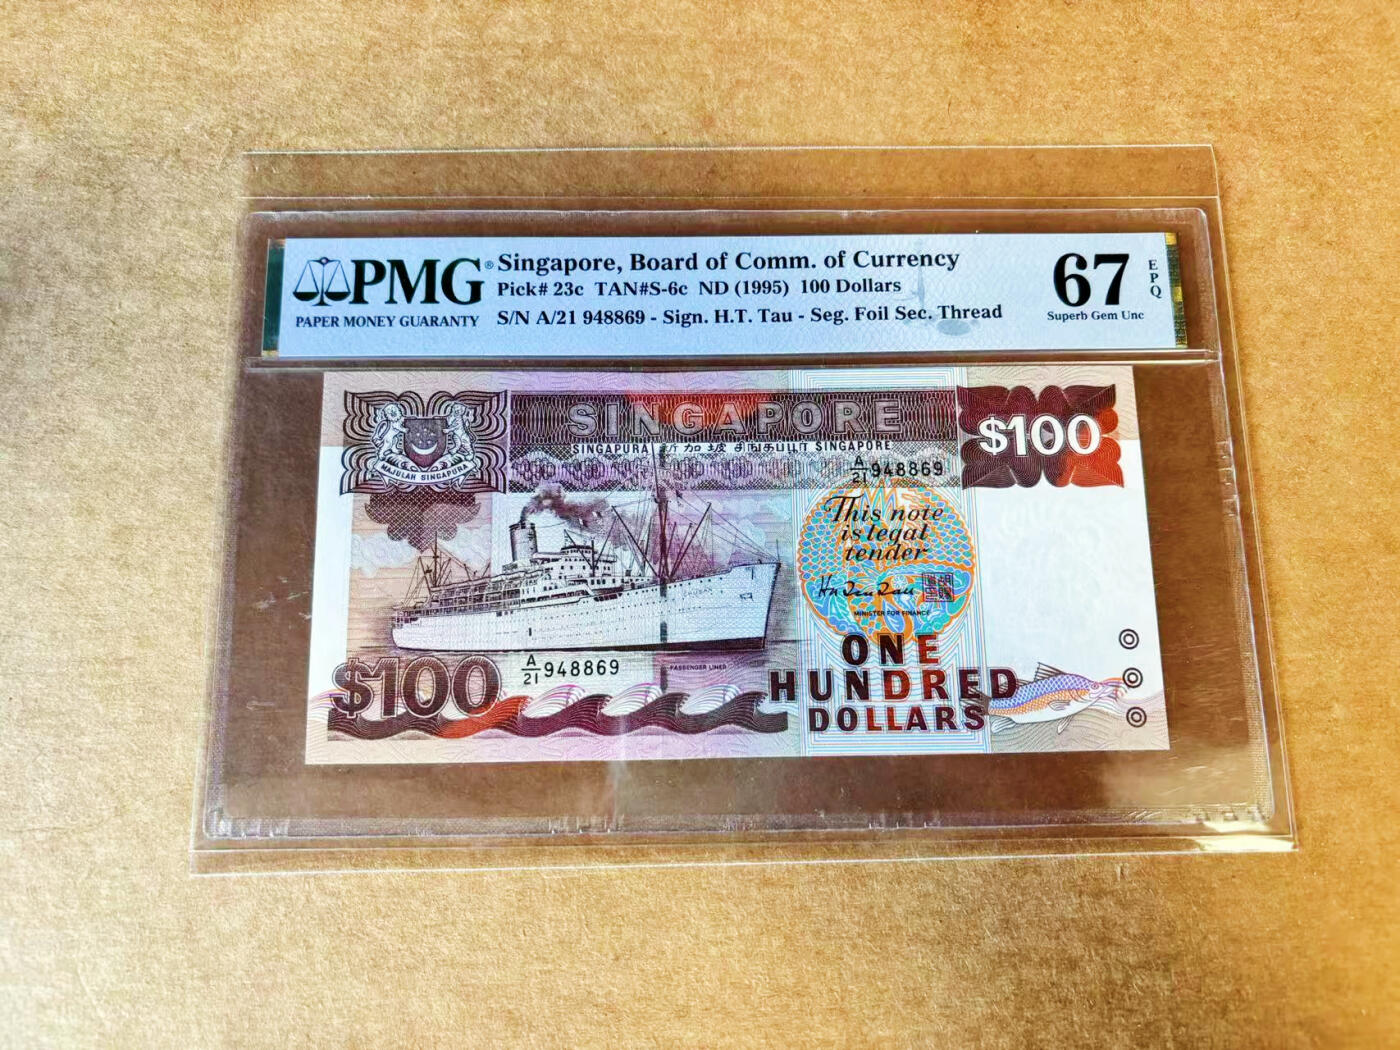 PMG®
PAPER MONEY GUARANTY
Singapore, Board of Comm. of Currency
Pick# 23c TAN#S-6c ND (1995) 100 Dollars
S/N A/21 948869 - Sign. H.T. Tau - Seg. Foil Sec. Thread
67
EPQ
Superb Gem Unc
SINGAPORE
SINGAPURA 新加坡 சிங்கப்பூர் SINGAPORE
$100
MAJULAH SINGAPURA
A/21 948869
This note
is legal
tender
MINISTER FOR FINANCE
A/21 948869
PASSENGER LINER
$100
ONE
HUNDRED
DOLLARS